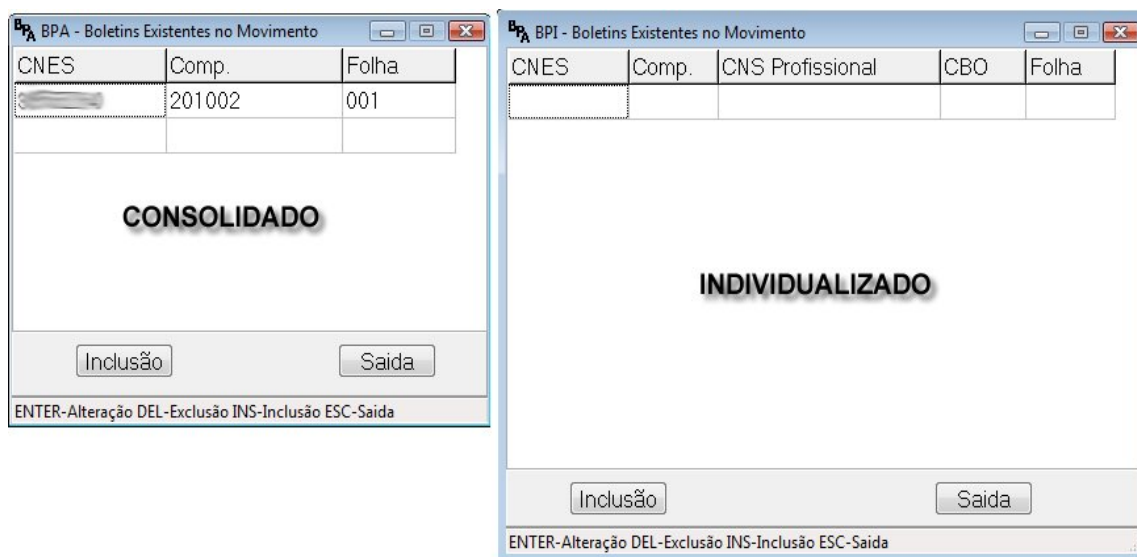 BPA BPA - Boletins Existentes no Movimento
CNES Comp. Folha
201002 001
CONSOLIDADO
Inclusão Saida
ENTER-Alteração DEL-Exclusão INS-Inclusão ESC-Saida
BPA BPI - Boletins Existentes no Movimento
CNES Comp. CNS Profissional CBO Folha
INDIVIDUALIZADO
Inclusão Saida
ENTER-Alteração DEL-Exclusão INS-Inclusão ESC-Saida